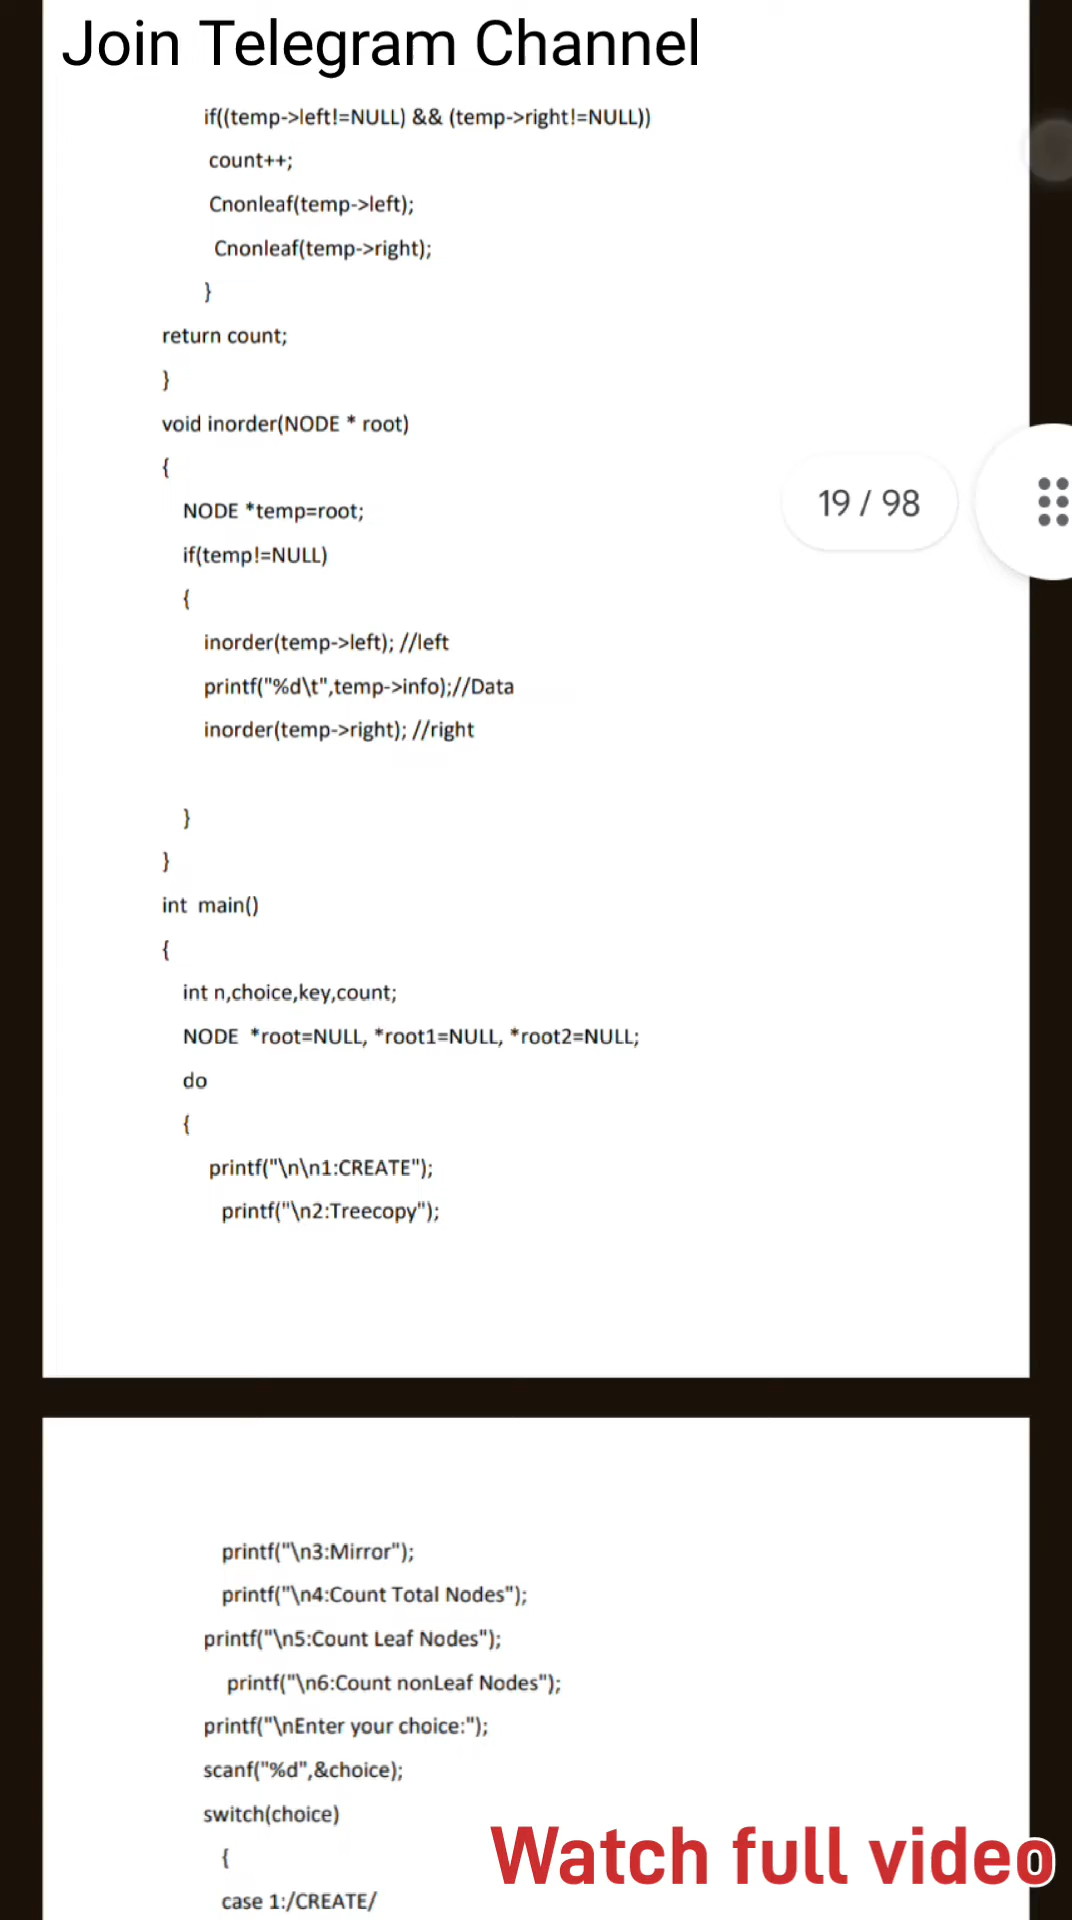 Join Telegram Channel
if((temp->left!=NULL) && (temp->right!=NULL))
count++;
Cnonleaf(temp->left);
Cnonleaf(temp->right);
}
return count;
}
void inorder(NODE * root)
{
NODE *temp=root;
19 / 98
if(temp!=NULL)
{
inorder(temp->left); //left
printf("%d\t",temp->info);//Data
inorder(temp->right); //right
}
}
int  main()
{
int n,choice,key,count;
NODE  *root=NULL, *root1=NULL, *root2=NULL;
do
{
printf("\n\n1:CREATE");
printf("\n2:Treecopy");
printf("\n3:Mirror");
printf("\n4:Count Total Nodes");
printf("\n5:Count Leaf Nodes");
printf("\n6:Count nonLeaf Nodes");
printf("\nEnter your choice:");
scanf("%d",&choice);
switch(choice)
{
Watch full video
case 1:/CREATE/